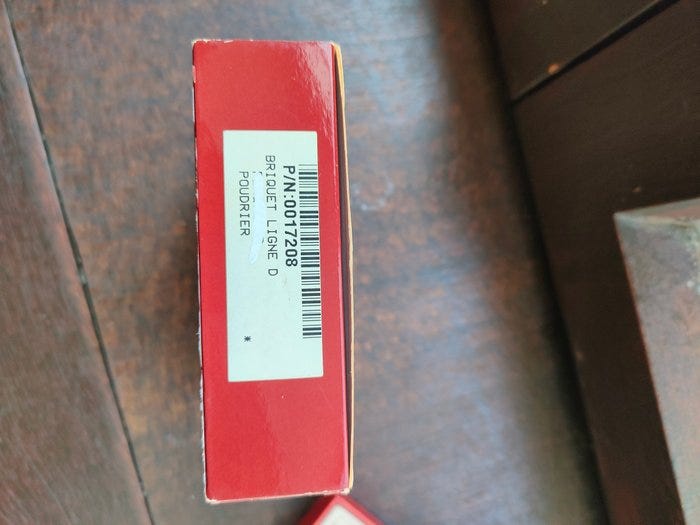 P/N:0017208
BRIQUET LIGNE D
POUDRIER
*